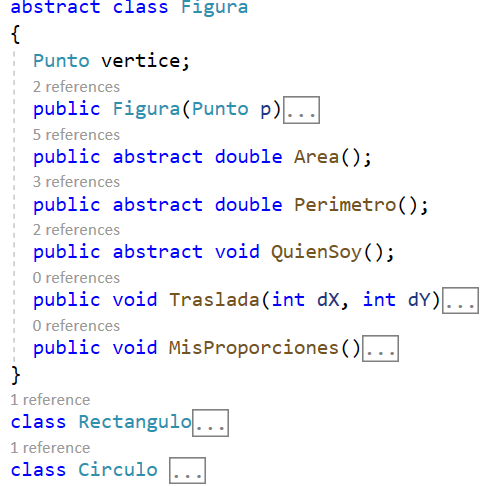 abstract class Figura
{
Punto vertice;
2 references
public Figura(Punto p)...
5 references
public abstract double Area();
3 references
public abstract double Perimetro();
2 references
public abstract void QuienSoy();
0 references
public void Traslada(int dX, int dY)...
0 references
public void MisProporciones()...
}
1 reference
class Rectangulo...
1 reference
class Circulo ...